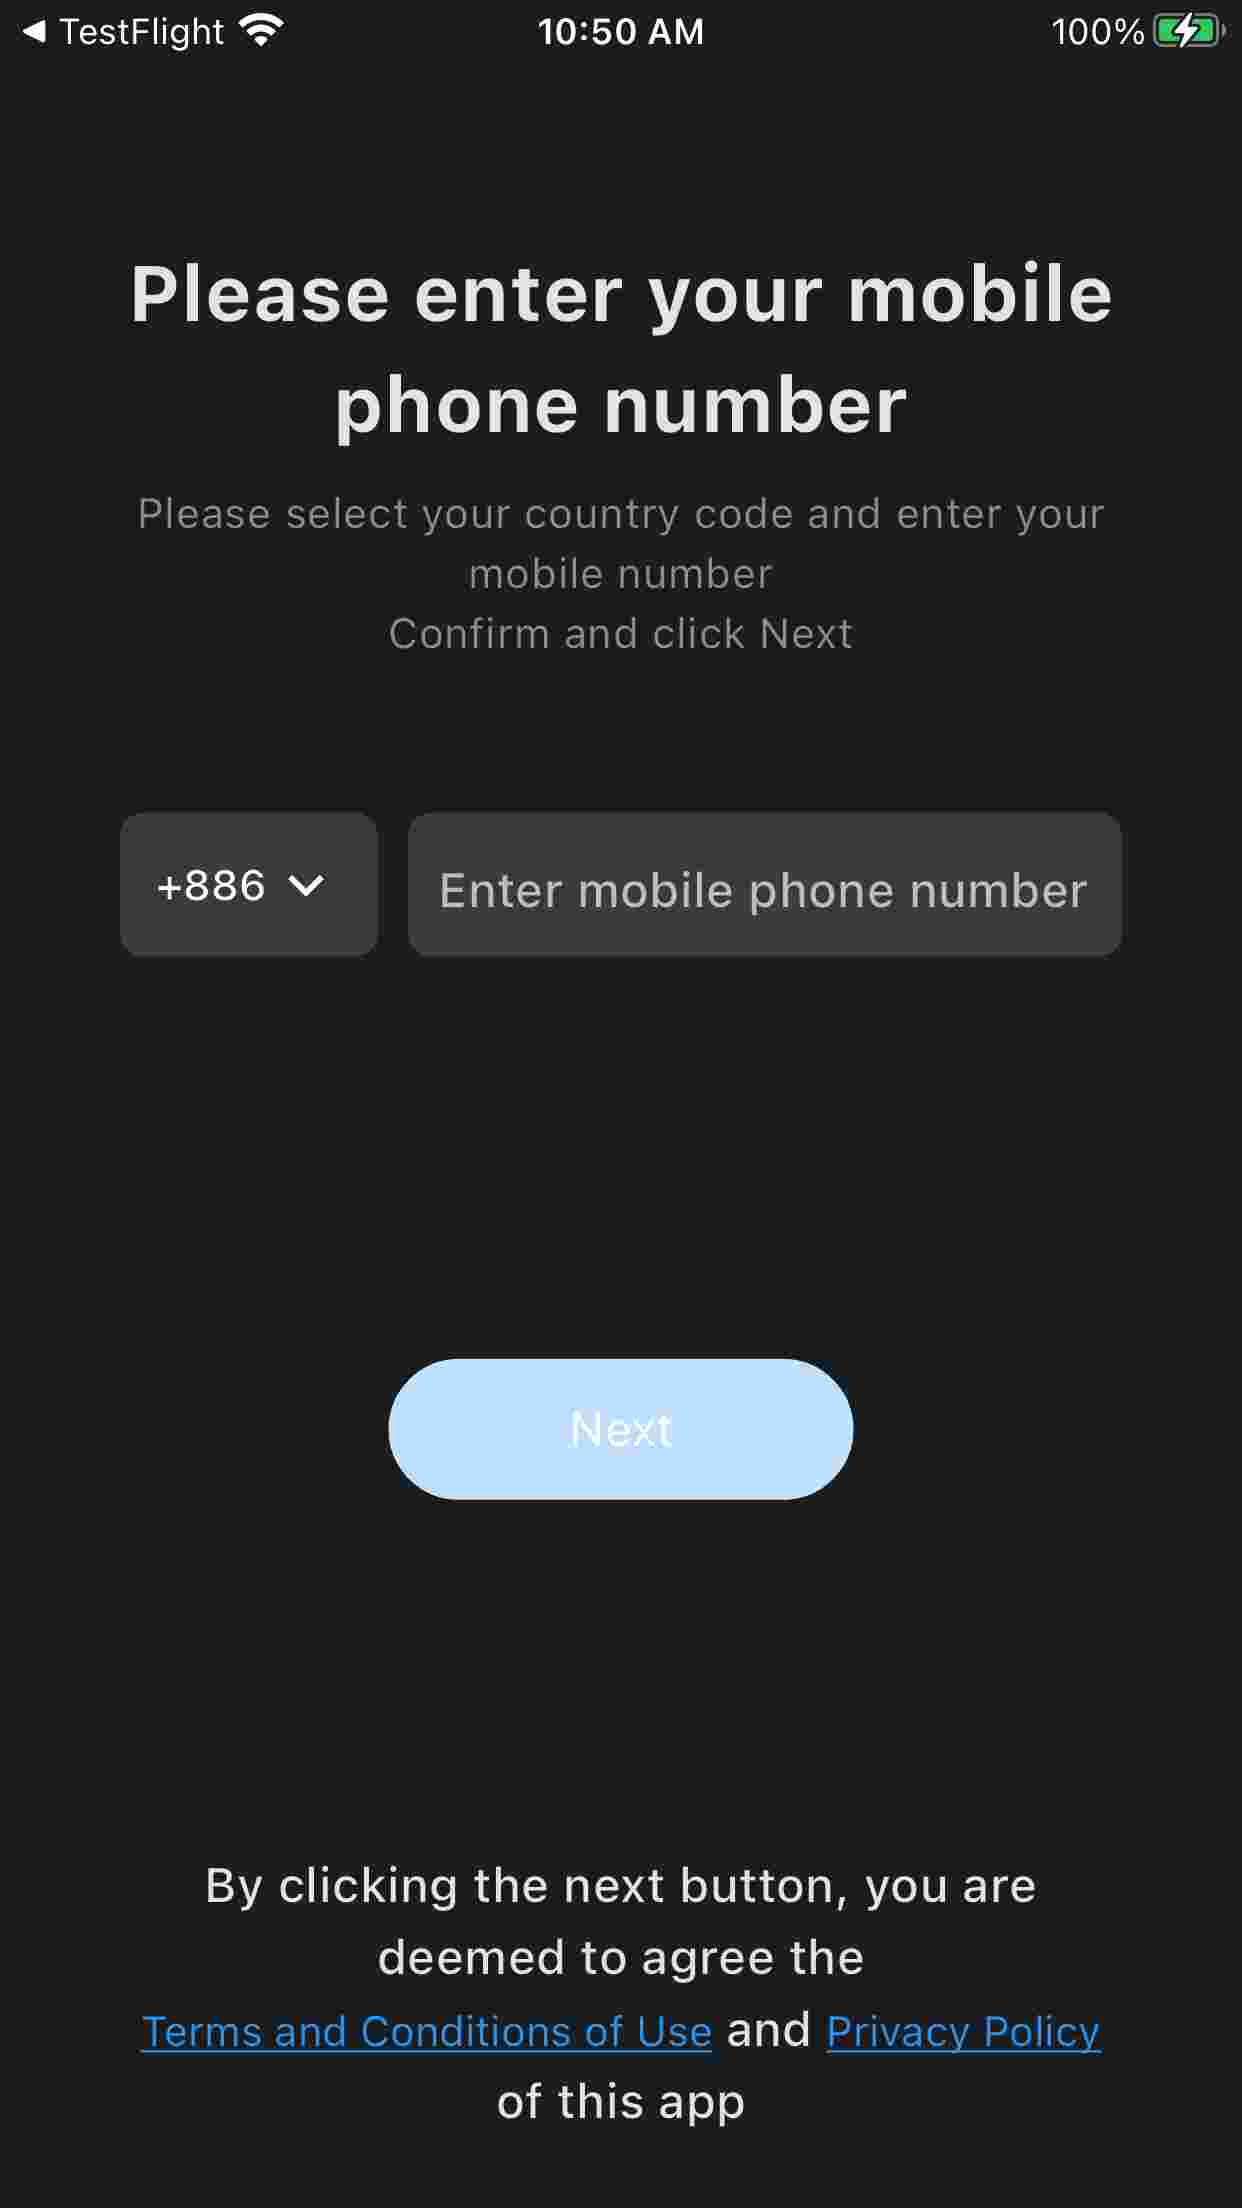 TestFlight 10:50 AM 100%
Please enter your mobile
phone number
Please select your country code and enter your
mobile number
Confirm and click Next
+886 Enter mobile phone number
Next
By clicking the next button, you are
deemed to agree the
Terms and Conditions of Use and Privacy Policy
of this app